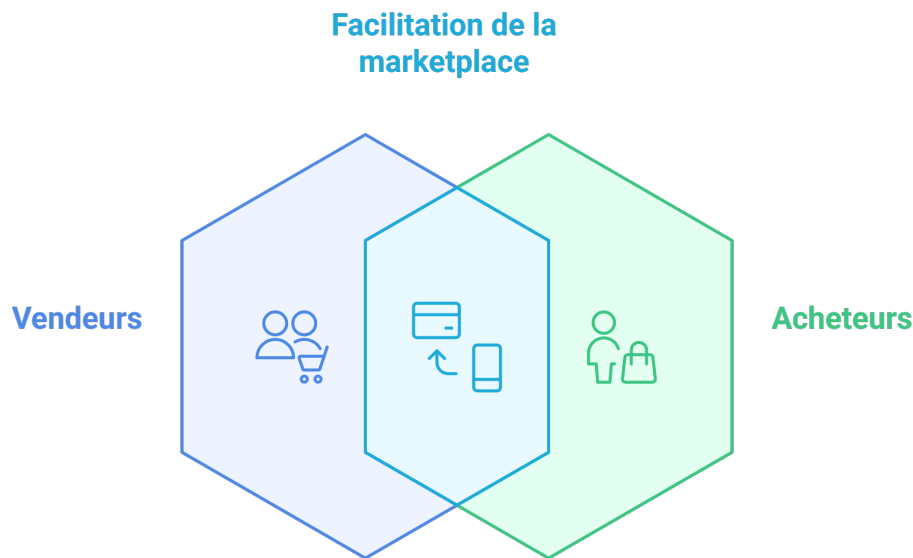 Facilitation de la
marketplace
Vendeurs
Acheteurs